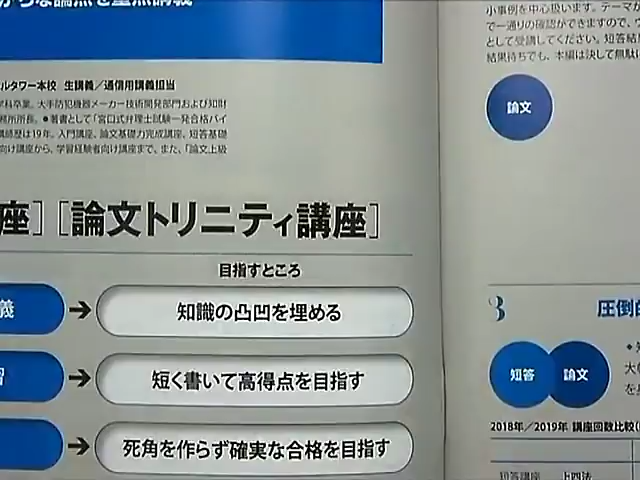 らな論点を重点講義
ルタワー本校 生講義／通信用講義担当
学科卒業。大手防犯機器メーカー技術開発部門および知財
務所所長。●著書として「宮口式弁理士試験一発合格バイ
講師歴は19年。入門講座、論文基礎力完成講座、短答基礎
向け講座から、学習経験者向け講座まで。また、「論文上級
座］［論文トリニティ講座］
目指すところ
義 → 知識の凸凹を埋める
習 → 短く書いて高得点を目指す
→ 死角を作らず確実な合格を目指す
小事例を中心扱います。テーマが
で一通りの確認ができますので、
として受講してください。短答結
結果待ちでも、本編は決して無駄
論文
3 圧倒的
短答 論文
2018年／2019年 講座回数比較
短答講座 上四法